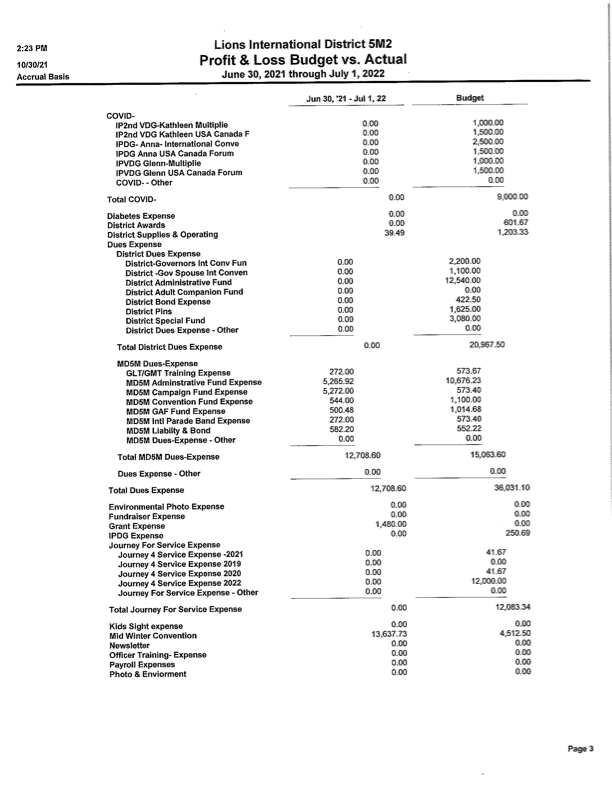 2:23 PM
10/30/21
Accrual Basis
Lions International District 5M2
Profit & Loss Budget vs. Actual
June 30, 2021 through July 1, 2022
Jun 30, '21 - Jul 1, 22 Budget
COVID-
IP2nd VDG-Kathleen Multiplie 0.00 1,000.00
IP2nd VDG Kathleen USA Canada F 0.00 1,500.00
IPDG- Anna- International Conve 0.00 2,500.00
IPDG Anna USA Canada Forum 0.00 1,500.00
IPVDG Glenn-Multiplie 0.00 1,000.00
IPVDG Glenn USA Canada Forum 0.00 1,500.00
COVID- - Other 0.00 0.00
Total COVID- 0.00 9,000.00
Diabetes Expense 0.00 0.00
District Awards 0.00 601.67
District Supplies & Operating 39.49 1,203.33
Dues Expense
District Dues Expense
District-Governors Int Conv Fun 0.00 2,200.00
District -Gov Spouse Int Conven 0.00 1,100.00
District Administrative Fund 0.00 12,540.00
District Adult Companion Fund 0.00 0.00
District Bond Expense 0.00 422.50
District Pins 0.00 1,625.00
District Special Fund 0.00 3,080.00
District Dues Expense - Other 0.00 0.00
Total District Dues Expense 0.00 20,967.50
MD5M Dues-Expense
GLT/GMT Training Expense 272.00 573.67
MD5M Adminstrative Fund Expense 5,265.92 10,676.23
MD5M Campaign Fund Expense 5,272.00 573.40
MD5M Convention Fund Expense 544.00 1,100.00
MD5M GAF Fund Expense 500.48 1,014.68
MD5M Intl Parade Band Expense 272.00 573.40
MD5M Liabilty & Bond 582.20 552.22
MD5M Dues-Expense - Other 0.00 0.00
Total MD5M Dues-Expense 12,708.60 15,063.60
Dues Expense - Other 0.00 0.00
Total Dues Expense 12,708.60 36,031.10
Environmental Photo Expense 0.00 0.00
Fundraiser Expense 0.00 0.00
Grant Expense 1,480.00 0.00
IPDG Expense 0.00 250.69
Journey For Service Expense
Journey 4 Service Expense -2021 0.00 41.67
Journey 4 Service Expense 2019 0.00 0.00
Journey 4 Service Expense 2020 0.00 41.67
Journey 4 Service Expense 2022 0.00 12,000.00
Journey For Service Expense - Other 0.00 0.00
Total Journey For Service Expense 0.00 12,083.34
Kids Sight expense 0.00 0.00
Mid Winter Convention 13,637.73 4,512.50
Newsletter 0.00 0.00
Officer Training- Expense 0.00 0.00
Payroll Expenses 0.00 0.00
Photo & Enviorment 0.00 0.00
Page 3